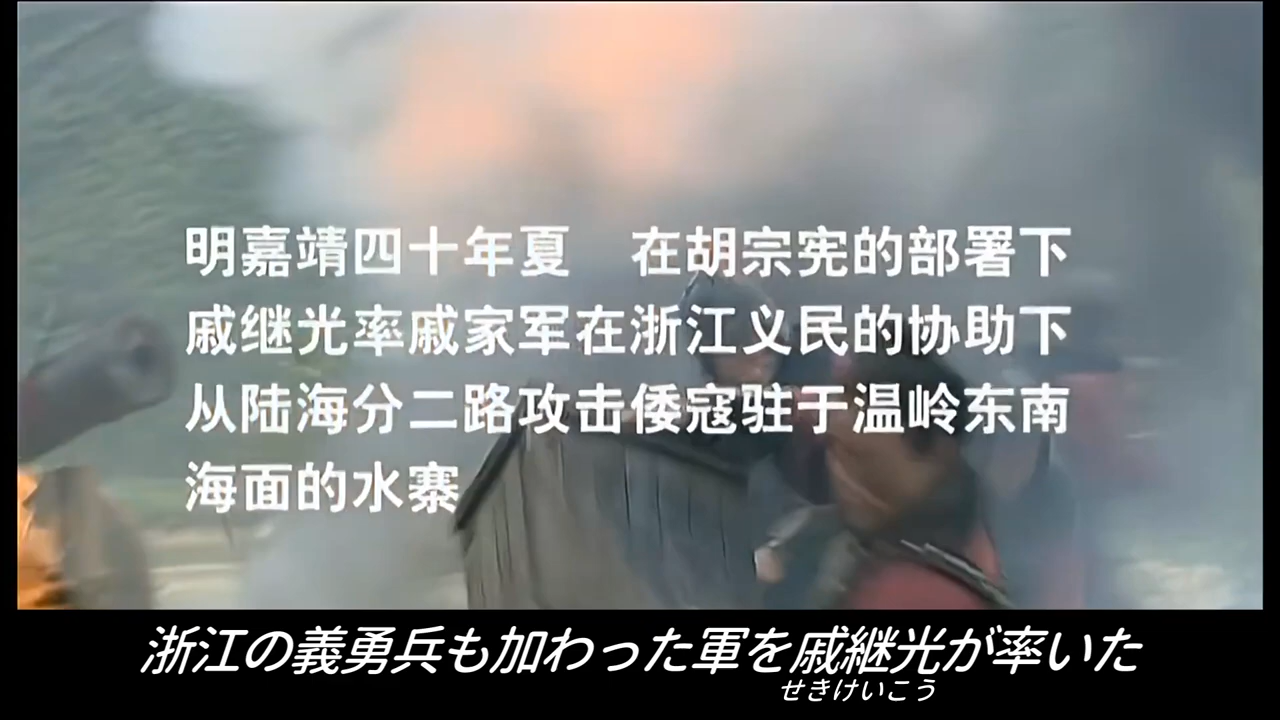 明嘉靖四十年夏　在胡宗宪的部署下
戚继光率戚家军在浙江义民的协助下
从陆海分二路攻击倭寇驻于温岭东南
海面的水寨
浙江の義勇兵も加わった軍を戚継光が率いた
せきけいこう